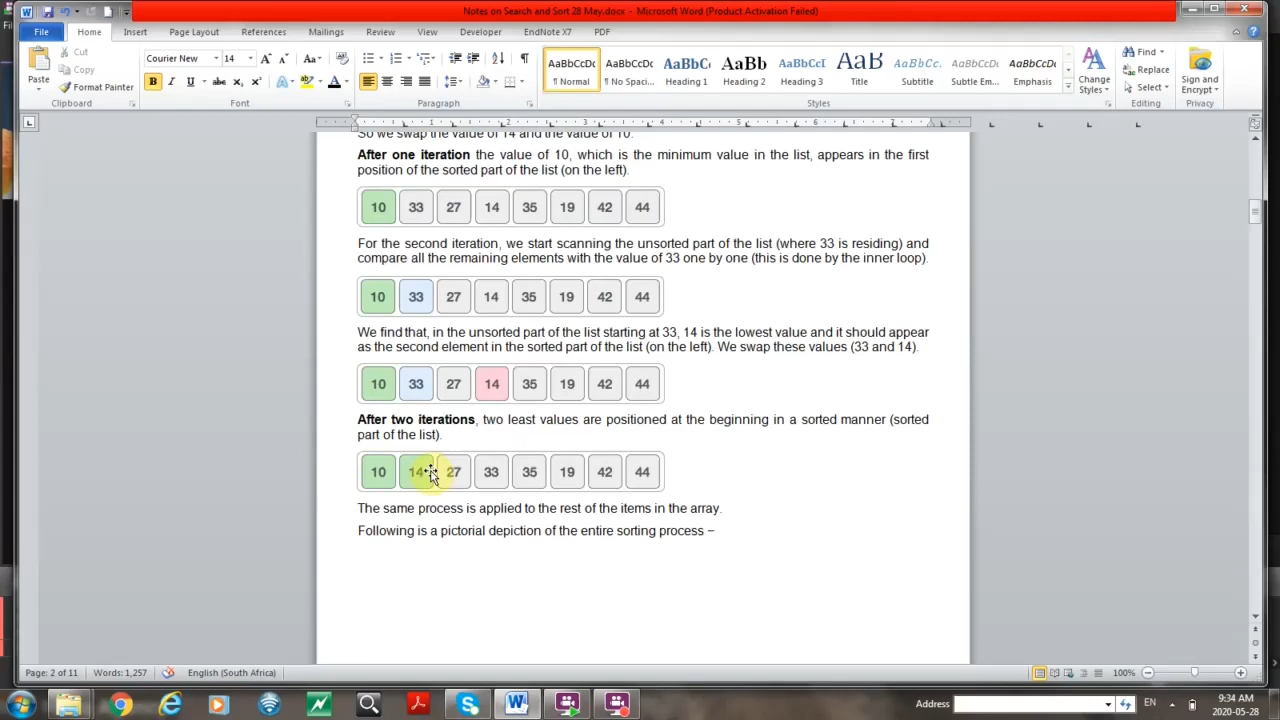 Notes on Search and Sort 28 May.docx - Microsoft Word (Product Activation Failed)
File Home Insert Page Layout References Mailings Review View Developer EndNote X7 PDF
Cut
Copy
Format Painter
Paste
Clipboard
Courier New 14
Font
Paragraph
AaBbCcDc AaBbCcDc AaBbC AaBbCc AaBbCcI AaB AaBbCc. AaBbCcDc AaBbCcDc
¶ Normal ¶ No Spaci... Heading 1 Heading 2 Heading 3 Title Subtitle Subtle Em... Emphasis
Styles
Change Styles
Find
Replace
Select
Editing
Sign and Encrypt
Privacy
1 2 3 4 5 6 7
So we swap the value of 14 and the value of 10.
After one iteration the value of 10, which is the minimum value in the list, appears in the first
position of the sorted part of the list (on the left).
10 33 27 14 35 19 42 44
For the second iteration, we start scanning the unsorted part of the list (where 33 is residing) and
compare all the remaining elements with the value of 33 one by one (this is done by the inner loop).
10 33 27 14 35 19 42 44
We find that, in the unsorted part of the list starting at 33, 14 is the lowest value and it should appear
as the second element in the sorted part of the list (on the left). We swap these values (33 and 14).
10 33 27 14 35 19 42 44
After two iterations, two least values are positioned at the beginning in a sorted manner (sorted
part of the list).
10 14 27 33 35 19 42 44
The same process is applied to the rest of the items in the array.
Following is a pictorial depiction of the entire sorting process −
Page: 2 of 11 Words: 1,257 English (South Africa) 100%
Address EN 9:34 AM
2020-05-28